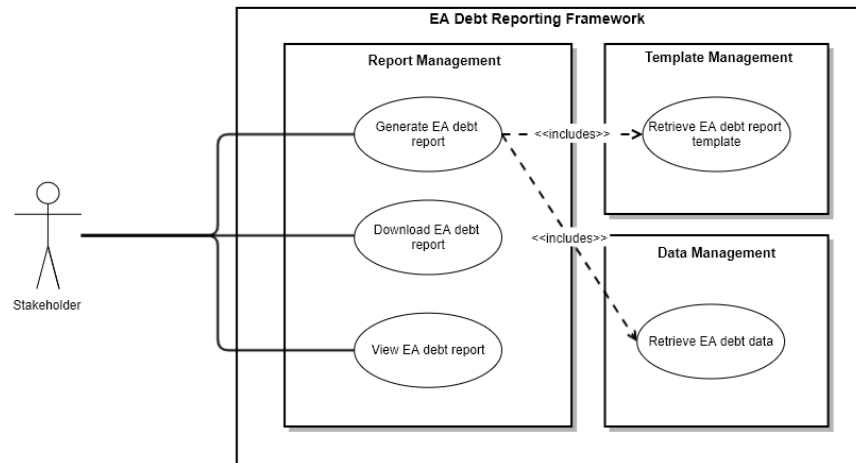 EA Debt Reporting Framework
Report Management
Template Management
Generate EA debt
report
<<includes>>
Retrieve EA debt report
template
Stakeholder
Download EA debt
report
<<includes>>
Data Management
View EA debt report
Retrieve EA debt data